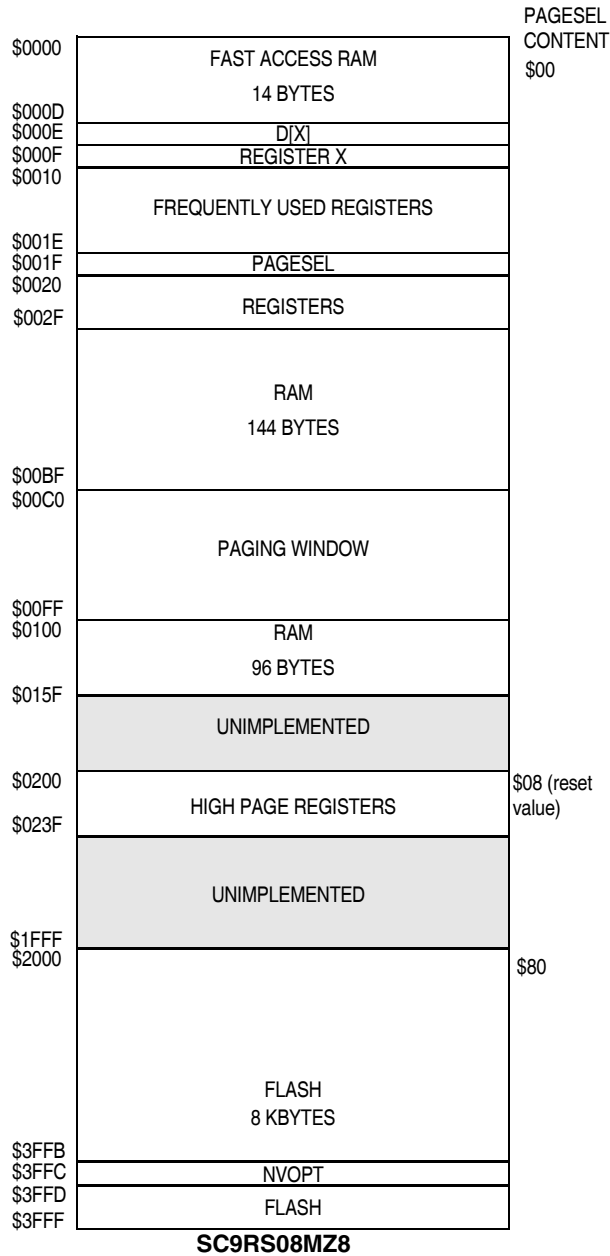 PAGESEL
CONTENT
$0000
FAST ACCESS RAM
$00
14 BYTES
$000D
$000E
D[X]
$000F
REGISTER X
$0010
FREQUENTLY USED REGISTERS
$001E
$001F
PAGESEL
$0020
REGISTERS
$002F
RAM
144 BYTES
$00BF
$00C0
PAGING WINDOW
$00FF
$0100
RAM
96 BYTES
$015F
UNIMPLEMENTED
$0200
$08 (reset
value)
HIGH PAGE REGISTERS
$023F
UNIMPLEMENTED
$1FFF
$2000
$80
FLASH
8 KBYTES
$3FFB
$3FFC
NVOPT
$3FFD
FLASH
$3FFF
SC9RS08MZ8